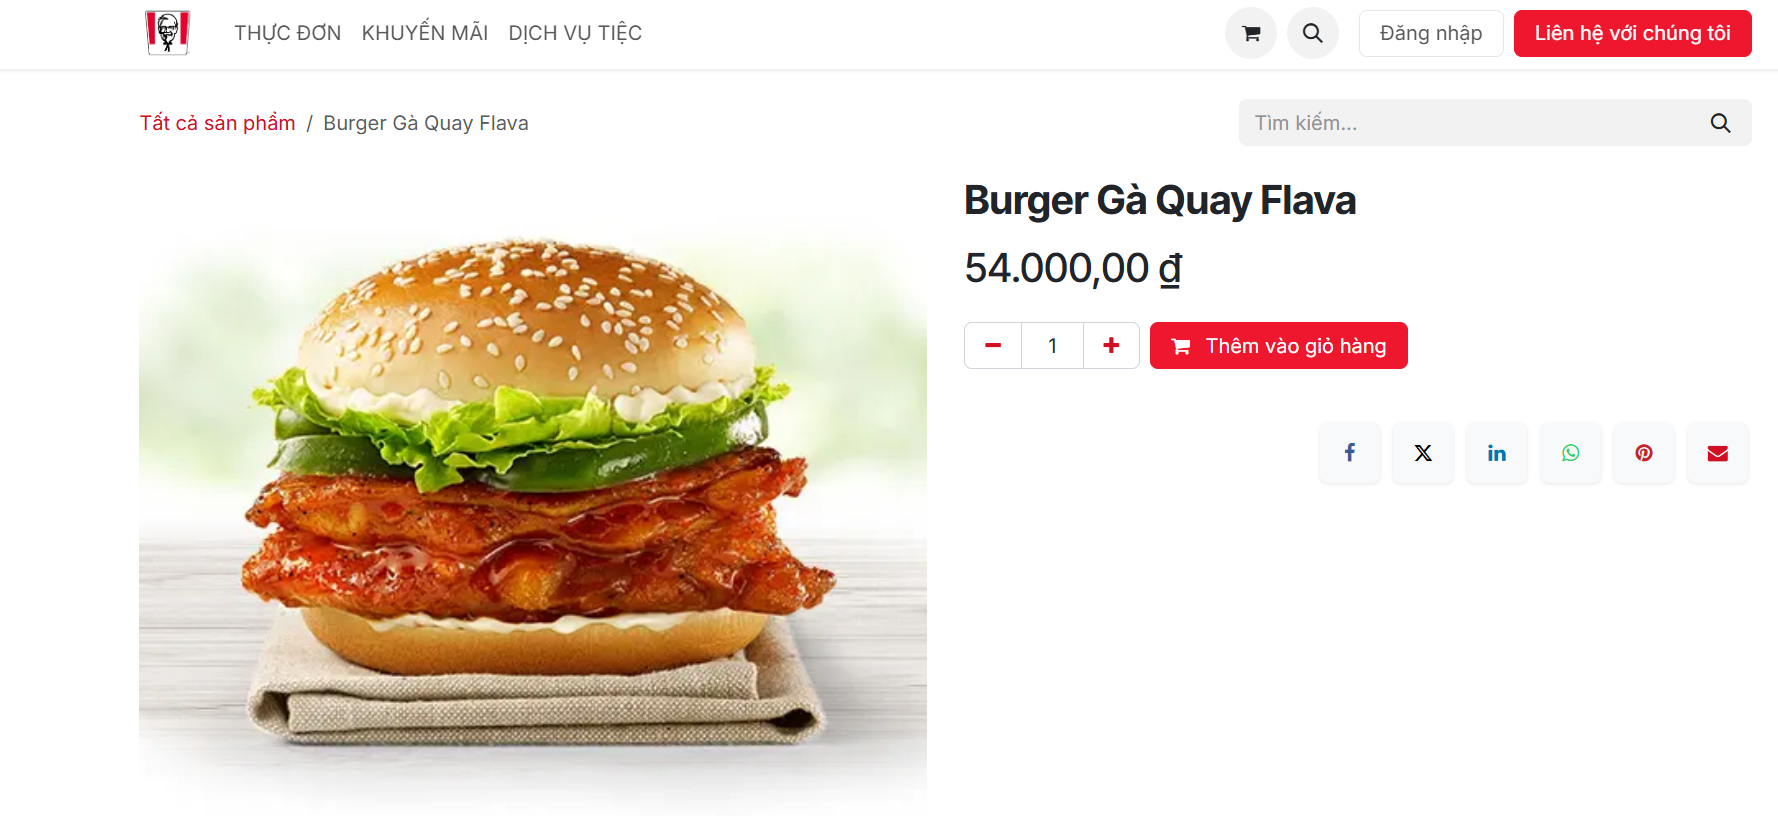 THỰC ĐƠN KHUYẾN MÃI DỊCH VỤ TIỆC Đăng nhập Liên hệ với chúng tôi
Tất cả sản phẩm / Burger Gà Quay Flava Tìm kiếm...
Burger Gà Quay Flava
54.000,00 ₫
1 Thêm vào giỏ hàng